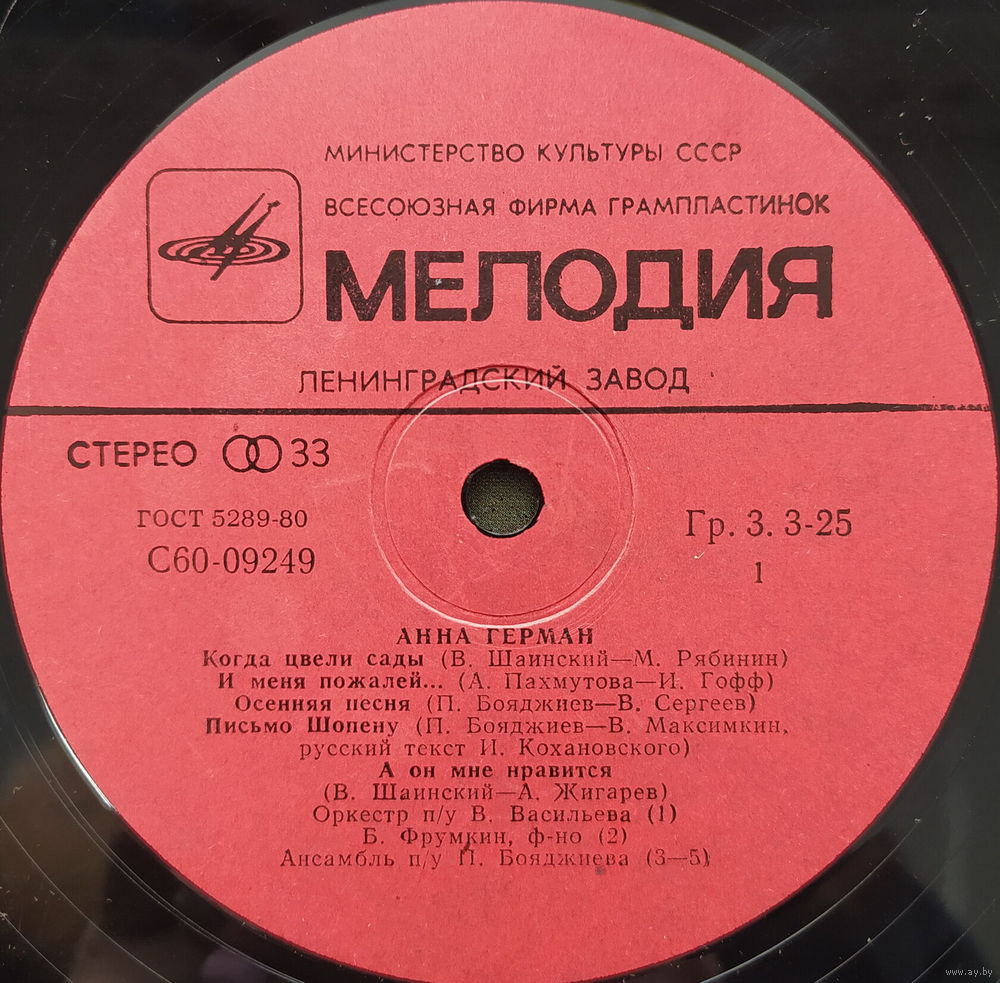 МИНИСТЕРСТВО КУЛЬТУРЫ СССР
ВСЕСОЮЗНАЯ ФИРМА ГРАМПЛАСТИНОК
МЕЛОДИЯ
ЛЕНИНГРАДСКИЙ ЗАВОД
СТЕРЕО 33
ГОСТ 5289-80
С60-09249
Гр. 3. 3-25
1
АННА ГЕРМАН
Когда цвели сады (В. Шаинский—М. Рябинин)
И меня пожалей... (А. Пахмутова—И. Гофф)
Осенняя песня (П. Бояджиев—В. Сергеев)
Письмо Шопену (П. Бояджиев—В. Максимкин,
русский текст И. Кохановского)
А он мне нравится
(В. Шаинский—А. Жигарев)
Оркестр п/у В. Васильева (1)
Б. Фрумкин, ф-но (2)
Ансамбль п/у П. Бояджиева (3—5)
www.ay.by